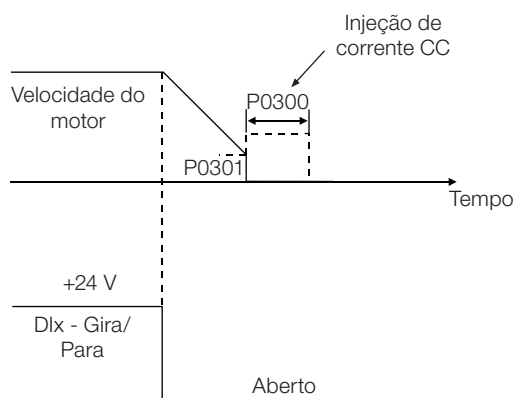 Injeção de
corrente CC
Velocidade do
motor
P0300
P0301
Tempo
+24 V
DIx - Gira/
Para
Aberto